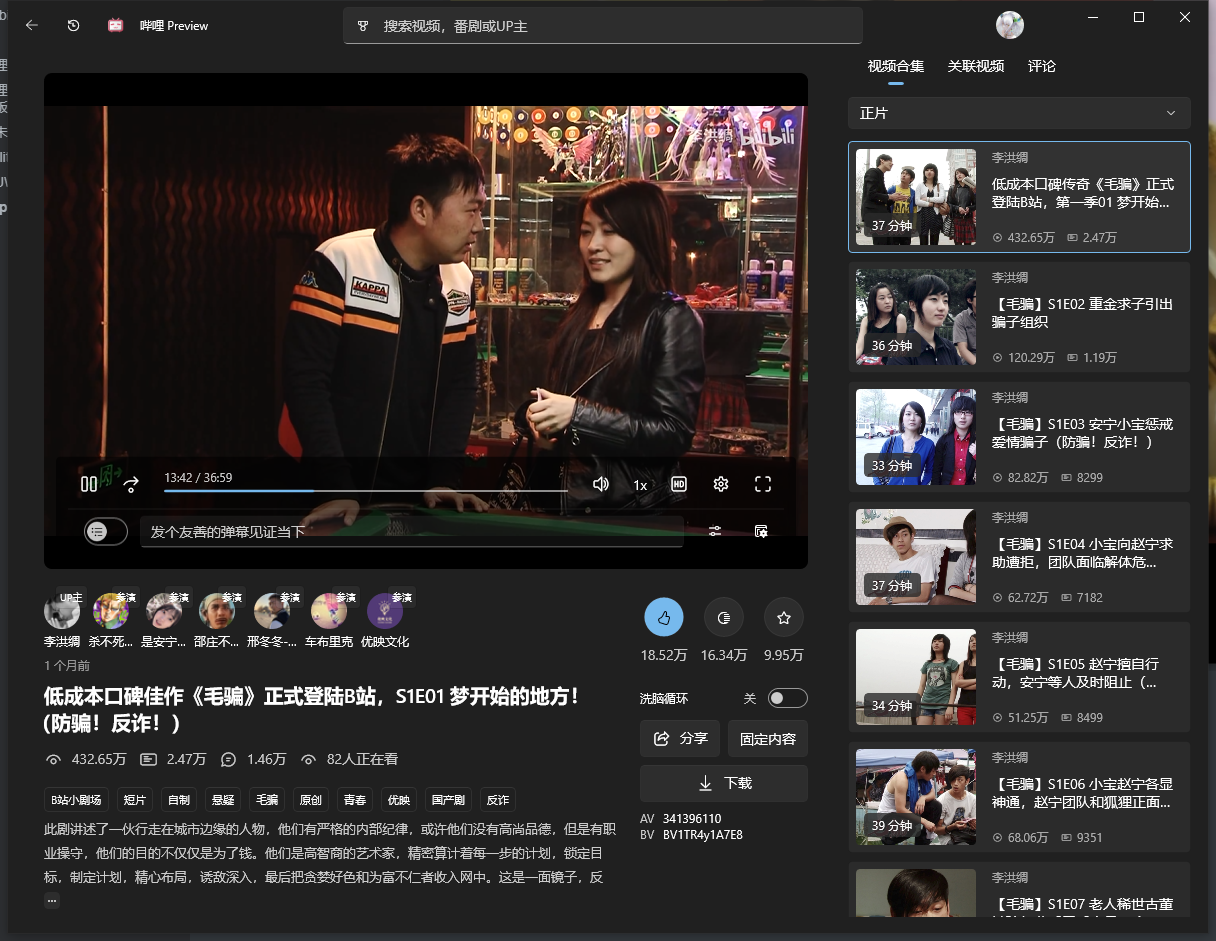 哔哩 Preview
搜索视频，番剧或UP主
李洪绸 bilibili
KAPPA
13:42 / 36:59
1x
HD
发个友善的弹幕见证当下
UP主 参演 参演 参演 参演 参演 参演
李洪绸 杀不死... 是安宁... 邵庄不... 邢冬冬-... 车布里克 优映文化
1 个月前
低成本口碑佳作《毛骗》正式登陆B站，S1E01 梦开始的地方！
(防骗！反诈！)
432.65万 2.47万 1.46万 82人正在看
B站小剧场 短片 自制 悬疑 毛骗 原创 青春 优映 国产剧 反诈
此剧讲述了一伙行走在城市边缘的人物，他们有严格的内部纪律，或许他们没有高尚品德，但是有职
业操守，他们的目的不仅仅是为了钱。他们是高智商的艺术家，精密算计着每一步的计划，锁定目
标，制定计划，精心布局，诱敌深入，最后把贪婪好色和为富不仁者收入网中。这是一面镜子，反
...
18.52万 16.34万 9.95万
洗脑循环 关
分享 固定内容
下载
AV 341396110
BV BV1TR4y1A7E8
视频合集 关联视频 评论
正片
李洪绸
低成本口碑传奇《毛骗》正式
登陆B站，第一季01 梦开始...
37 分钟
432.65万 2.47万
李洪绸
【毛骗】S1E02 重金求子引出
骗子组织
36 分钟
120.29万 1.19万
李洪绸
【毛骗】S1E03 安宁小宝惩戒
爱情骗子（防骗！反诈！）
33 分钟
82.82万 8299
李洪绸
【毛骗】S1E04 小宝向赵宁求
助遭拒，团队面临解体危...
37 分钟
62.72万 7182
李洪绸
【毛骗】S1E05 赵宁擅自行
动，安宁等人及时阻止（...
34 分钟
51.25万 8499
李洪绸
【毛骗】S1E06 小宝赵宁各显
神通，赵宁团队和狐狸正面...
39 分钟
68.06万 9351
李洪绸
【毛骗】S1E07 老人稀世古董